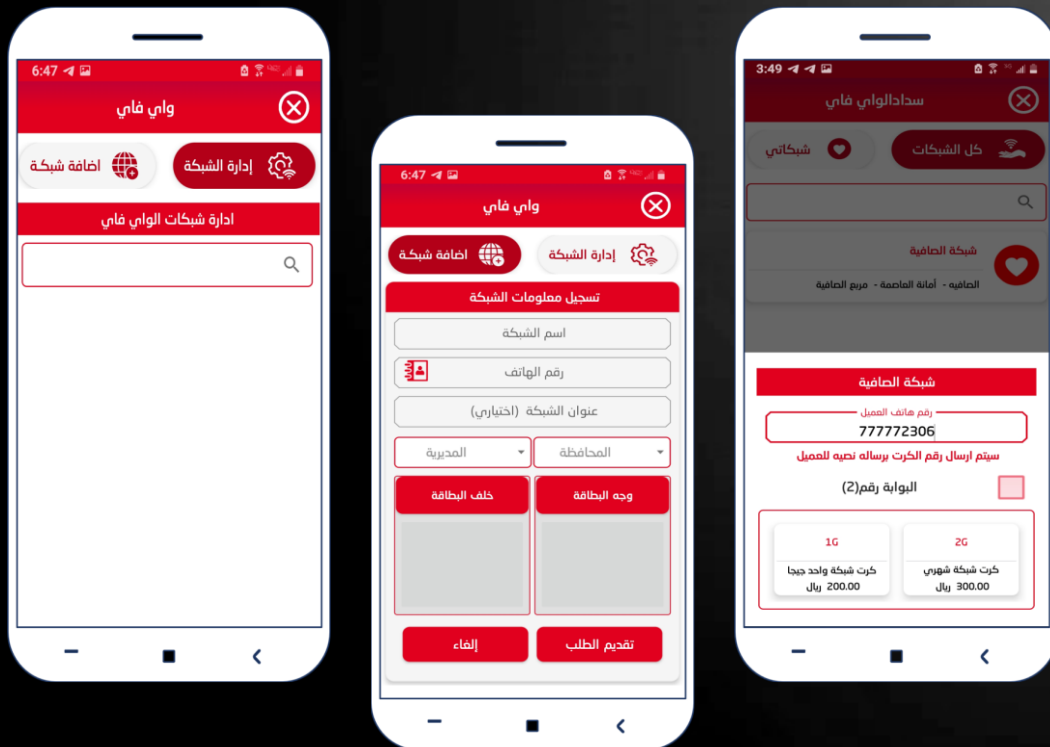 6:47
واي فاي
إدارة الشبكة
اضافة شبكة
ادارة شبكات الواي فاي
6:47
واي فاي
إدارة الشبكة
اضافة شبكة
تسجيل معلومات الشبكة
اسم الشبكة
رقم الهاتف
عنوان الشبكة (اختياري)
المحافظة
المديرية
وجه البطاقة
خلف البطاقة
تقديم الطلب
إلغاء
3:49
سدادالواي فاي
كل الشبكات
شبكاتي
شبكة الصافية
الصافيه - أمانة العاصمة - مربع الصافية
شبكة الصافية
رقم هاتف العميل
777772306
سيتم ارسال رقم الكرت برساله نصيه للعميل
البوابة رقم(2)
2G
كرت شبكة شهري
300.00 ريال
1G
كرت شبكة واحد جيجا
200.00 ريال